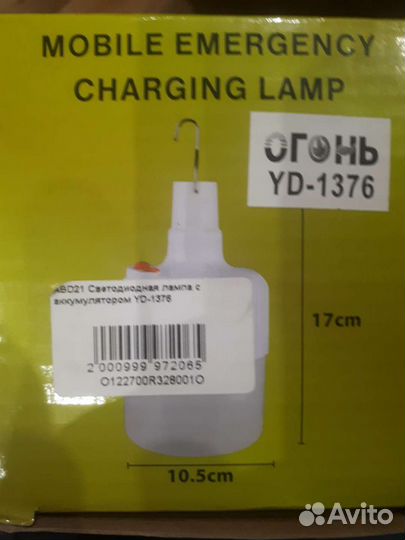 MOBILE EMERGENCY
CHARGING LAMP
ОГОНЬ
YD-1376
ABD21 Светодиодная лампа с
аккумулятором YD-1376
2 000999 972065
O122700R328001O
17cm
10.5cm
Avito